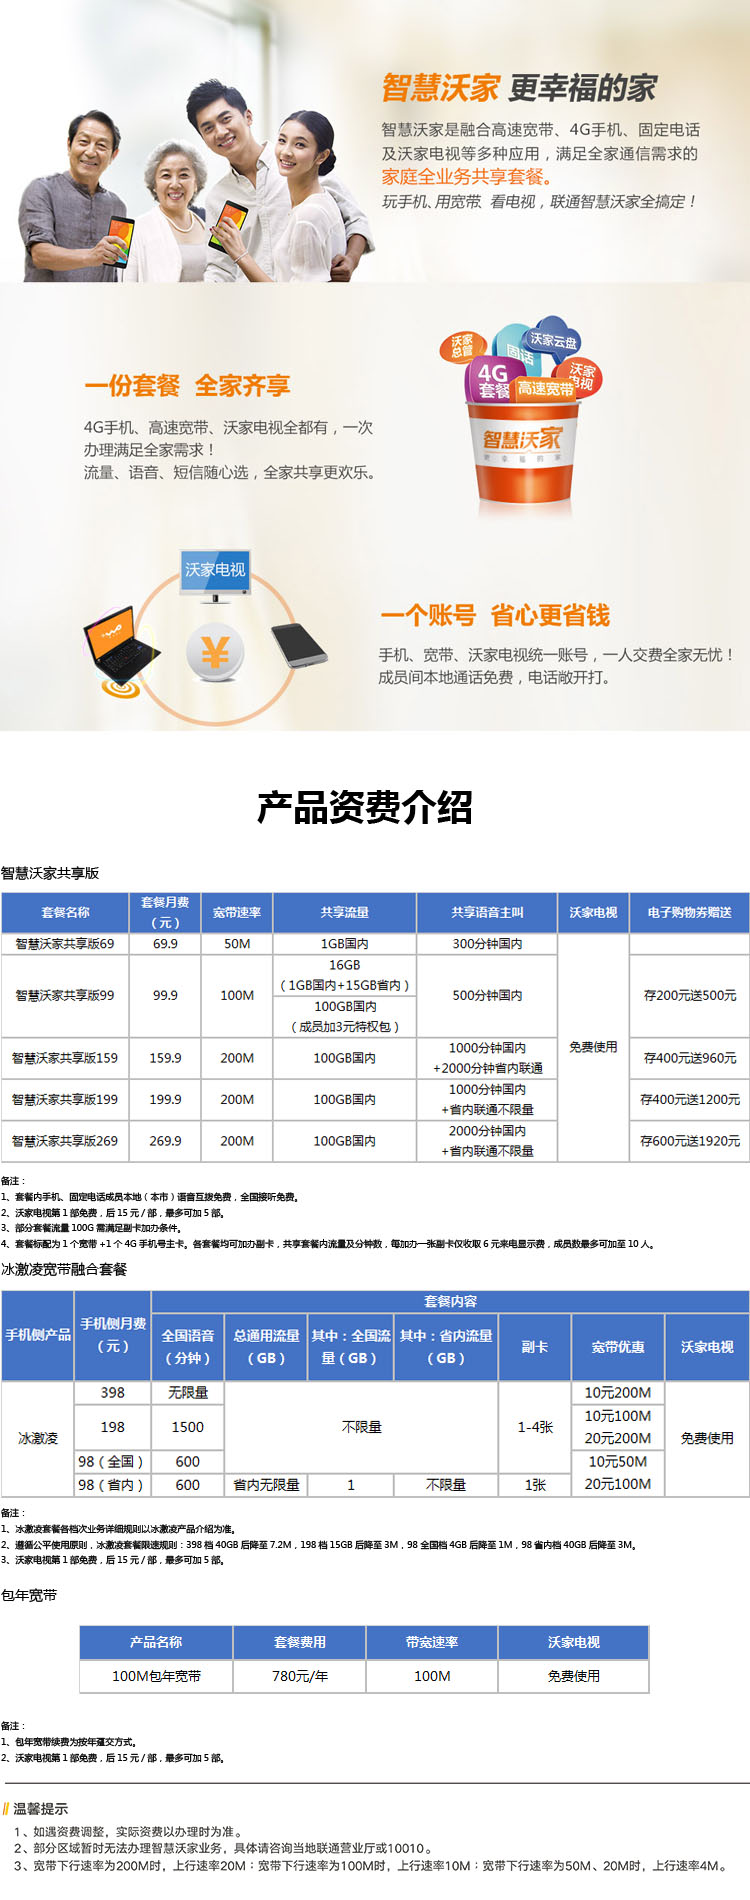 智慧沃家 更幸福的家
智慧沃家是融合高速宽带、4G手机、固定电话
及沃家电视等多种应用，满足全家通信需求的
家庭全业务共享套餐。
玩手机、用宽带、看电视，联通智慧沃家全搞定！
沃家总管
固话
沃家云盘
4G套餐
高速宽带
沃家电视
智慧沃家
更幸福的家
一份套餐 全家齐享
4G手机、高速宽带、沃家电视全都有，一次
办理满足全家需求！
流量、语音、短信随心选，全家共享更欢乐。
沃家电视
¥
一个账号 省心更省钱
手机、宽带、沃家电视统一账号，一人交费全家无忧！
成员间本地通话免费，电话敞开打。
产品资费介绍
智慧沃家共享版
套餐名称 套餐月费（元） 宽带速率 共享流量 共享语音主叫 沃家电视 电子购物券赠送
智慧沃家共享版69 69.9 50M 1GB国内 300分钟国内
智慧沃家共享版99 99.9 100M 16GB（1GB国内+15GB省内） 500分钟国内 存200元送500元
100GB国内（成员加3元特权包）
免费使用
智慧沃家共享版159 159.9 200M 100GB国内 1000分钟国内+2000分钟省内联通 存400元送960元
智慧沃家共享版199 199.9 200M 100GB国内 1000分钟国内+省内联通不限量 存400元送1200元
智慧沃家共享版269 269.9 200M 100GB国内 2000分钟国内+省内联通不限量 存600元送1920元
备注：
1、套餐内手机、固定电话成员本地（本市）语音互拨免费，全国接听免费。
2、沃家电视第1部免费，后15元/部，最多可加5部。
3、部分套餐流量100G需满足副卡加办条件。
4、套餐标配为1个宽带+1个4G手机号主卡。各套餐均可加办副卡，共享套餐内流量及分钟数，每加办一张副卡仅收取6元来电显示费，成员数最多可加至10人。
冰激凌宽带融合套餐
手机侧产品 手机侧月费（元） 套餐内容
全国语音（分钟） 总通用流量（GB） 其中：全国流量（GB） 其中：省内流量（GB） 副卡 宽带优惠 沃家电视
冰激凌 398 无限量 不限量 1-4张 10元200M 免费使用
198 1500 10元100M
20元200M
98（全国） 600 10元50M
98（省内） 600 省内无限量 1 不限量 1张 20元100M
备注：
1、冰激凌套餐各档次业务详细规则以冰激凌产品介绍为准。
2、遵循公平使用原则，冰激凌套餐限速规则：398档40GB后降至7.2M，198档15GB后降至3M，98全国档4GB后降至1M，98省内档40GB后降至3M。
3、沃家电视第1部免费，后15元/部，最多可加5部。
包年宽带
产品名称 套餐费用 带宽速率 沃家电视
100M包年宽带 780元/年 100M 免费使用
备注：
1、包年宽带续费为按年趸交方式。
2、沃家电视第1部免费，后15元/部，最多可加5部。
温馨提示
1、如遇资费调整，实际资费以办理时为准。
2、部分区域暂时无法办理智慧沃家业务，具体请咨询当地联通营业厅或10010。
3、宽带下行速率为200M时，上行速率20M；宽带下行速率为100M时，上行速率10M；宽带下行速率为50M、20M时，上行速率4M。